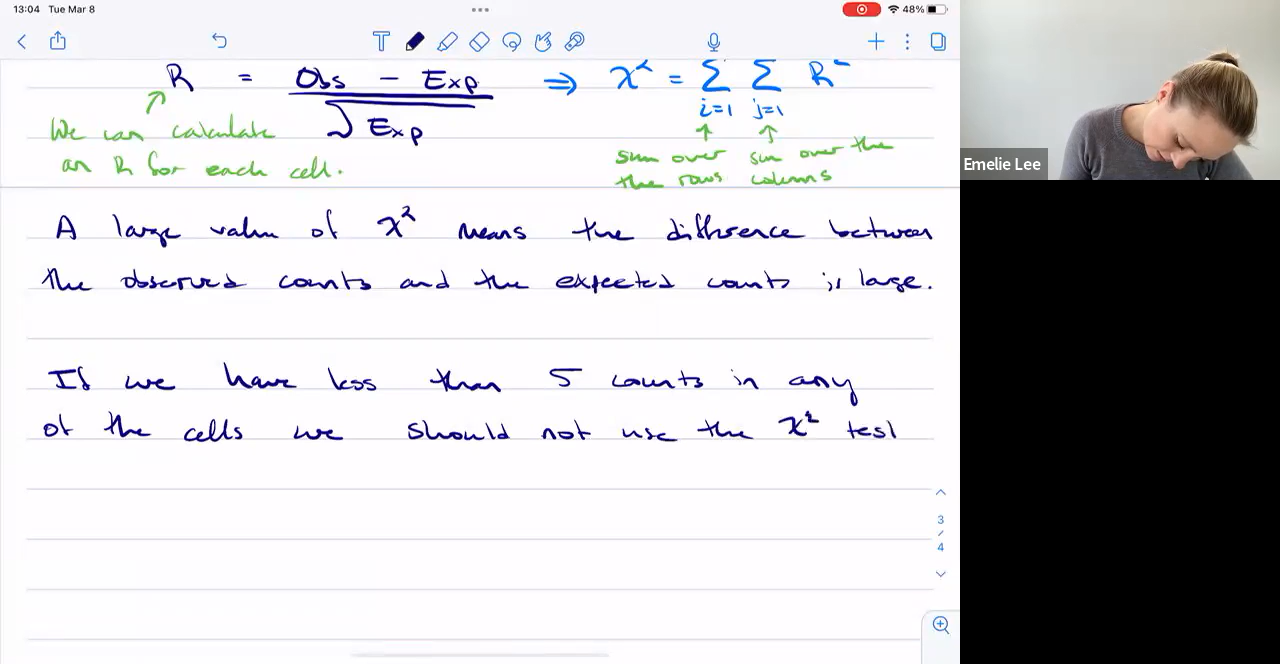 13:04 Tue Mar 8
48%
R = Obs - Exp / √Exp ⇒ χ² = Σ i=1 Σ j=1 R²
We can calculate
an R for each cell.
sum over
the rows
sum over the
columns
A large value of χ² means the difference between
the observed counts and the expected counts is large.
If we have less than 5 counts in any
of the cells we should not use the χ² test
3
/
4
T
Emelie Lee